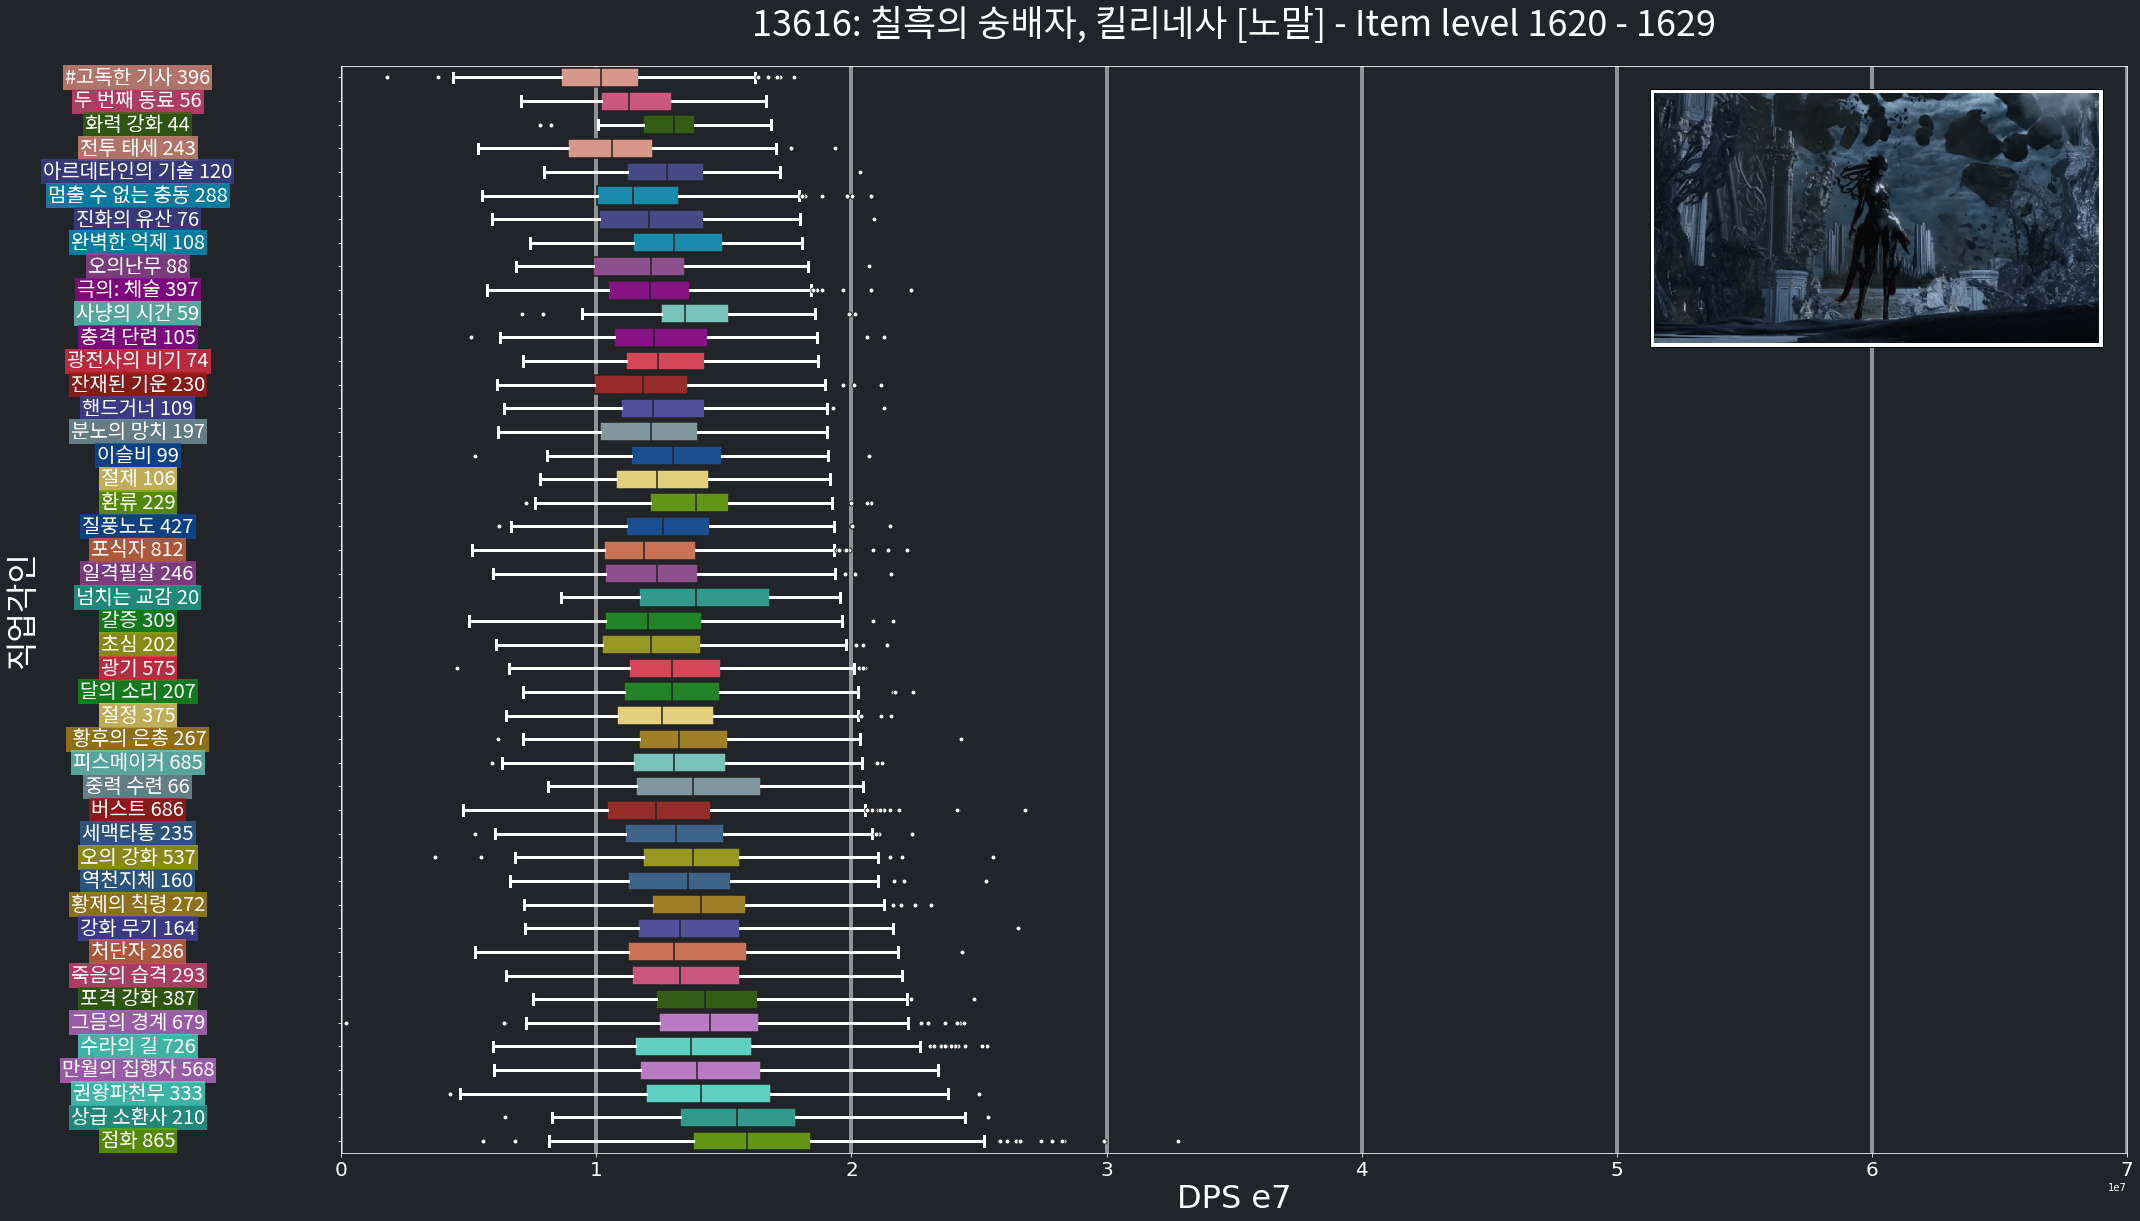 13616: 칠흑의 숭배자, 킬리네사 [노말] - Item level 1620 - 1629
#고독한 기사 396
두 번째 동료 56
화력 강화 44
전투 태세 243
아르데타인의 기술 120
멈출 수 없는 충동 288
진화의 유산 76
완벽한 억제 108
오의난무 88
극의: 체술 397
사냥의 시간 59
충격 단련 105
광전사의 비기 74
잔재된 기운 230
핸드거너 109
분노의 망치 197
이슬비 99
절제 106
환류 229
질풍노도 427
포식자 812
일격필살 246
넘치는 교감 20
갈증 309
초심 202
광기 575
달의 소리 207
절정 375
황후의 은총 267
피스메이커 685
중력 수련 66
버스트 686
세맥타통 235
오의 강화 537
역천지체 160
황제의 칙령 272
강화 무기 164
처단자 286
죽음의 습격 293
포격 강화 387
그믐의 경계 679
수라의 길 726
만월의 집행자 568
권왕파천무 333
상급 소환사 210
점화 865
직업각인
0 1 2 3 4 5 6 7
DPS e7
1e7